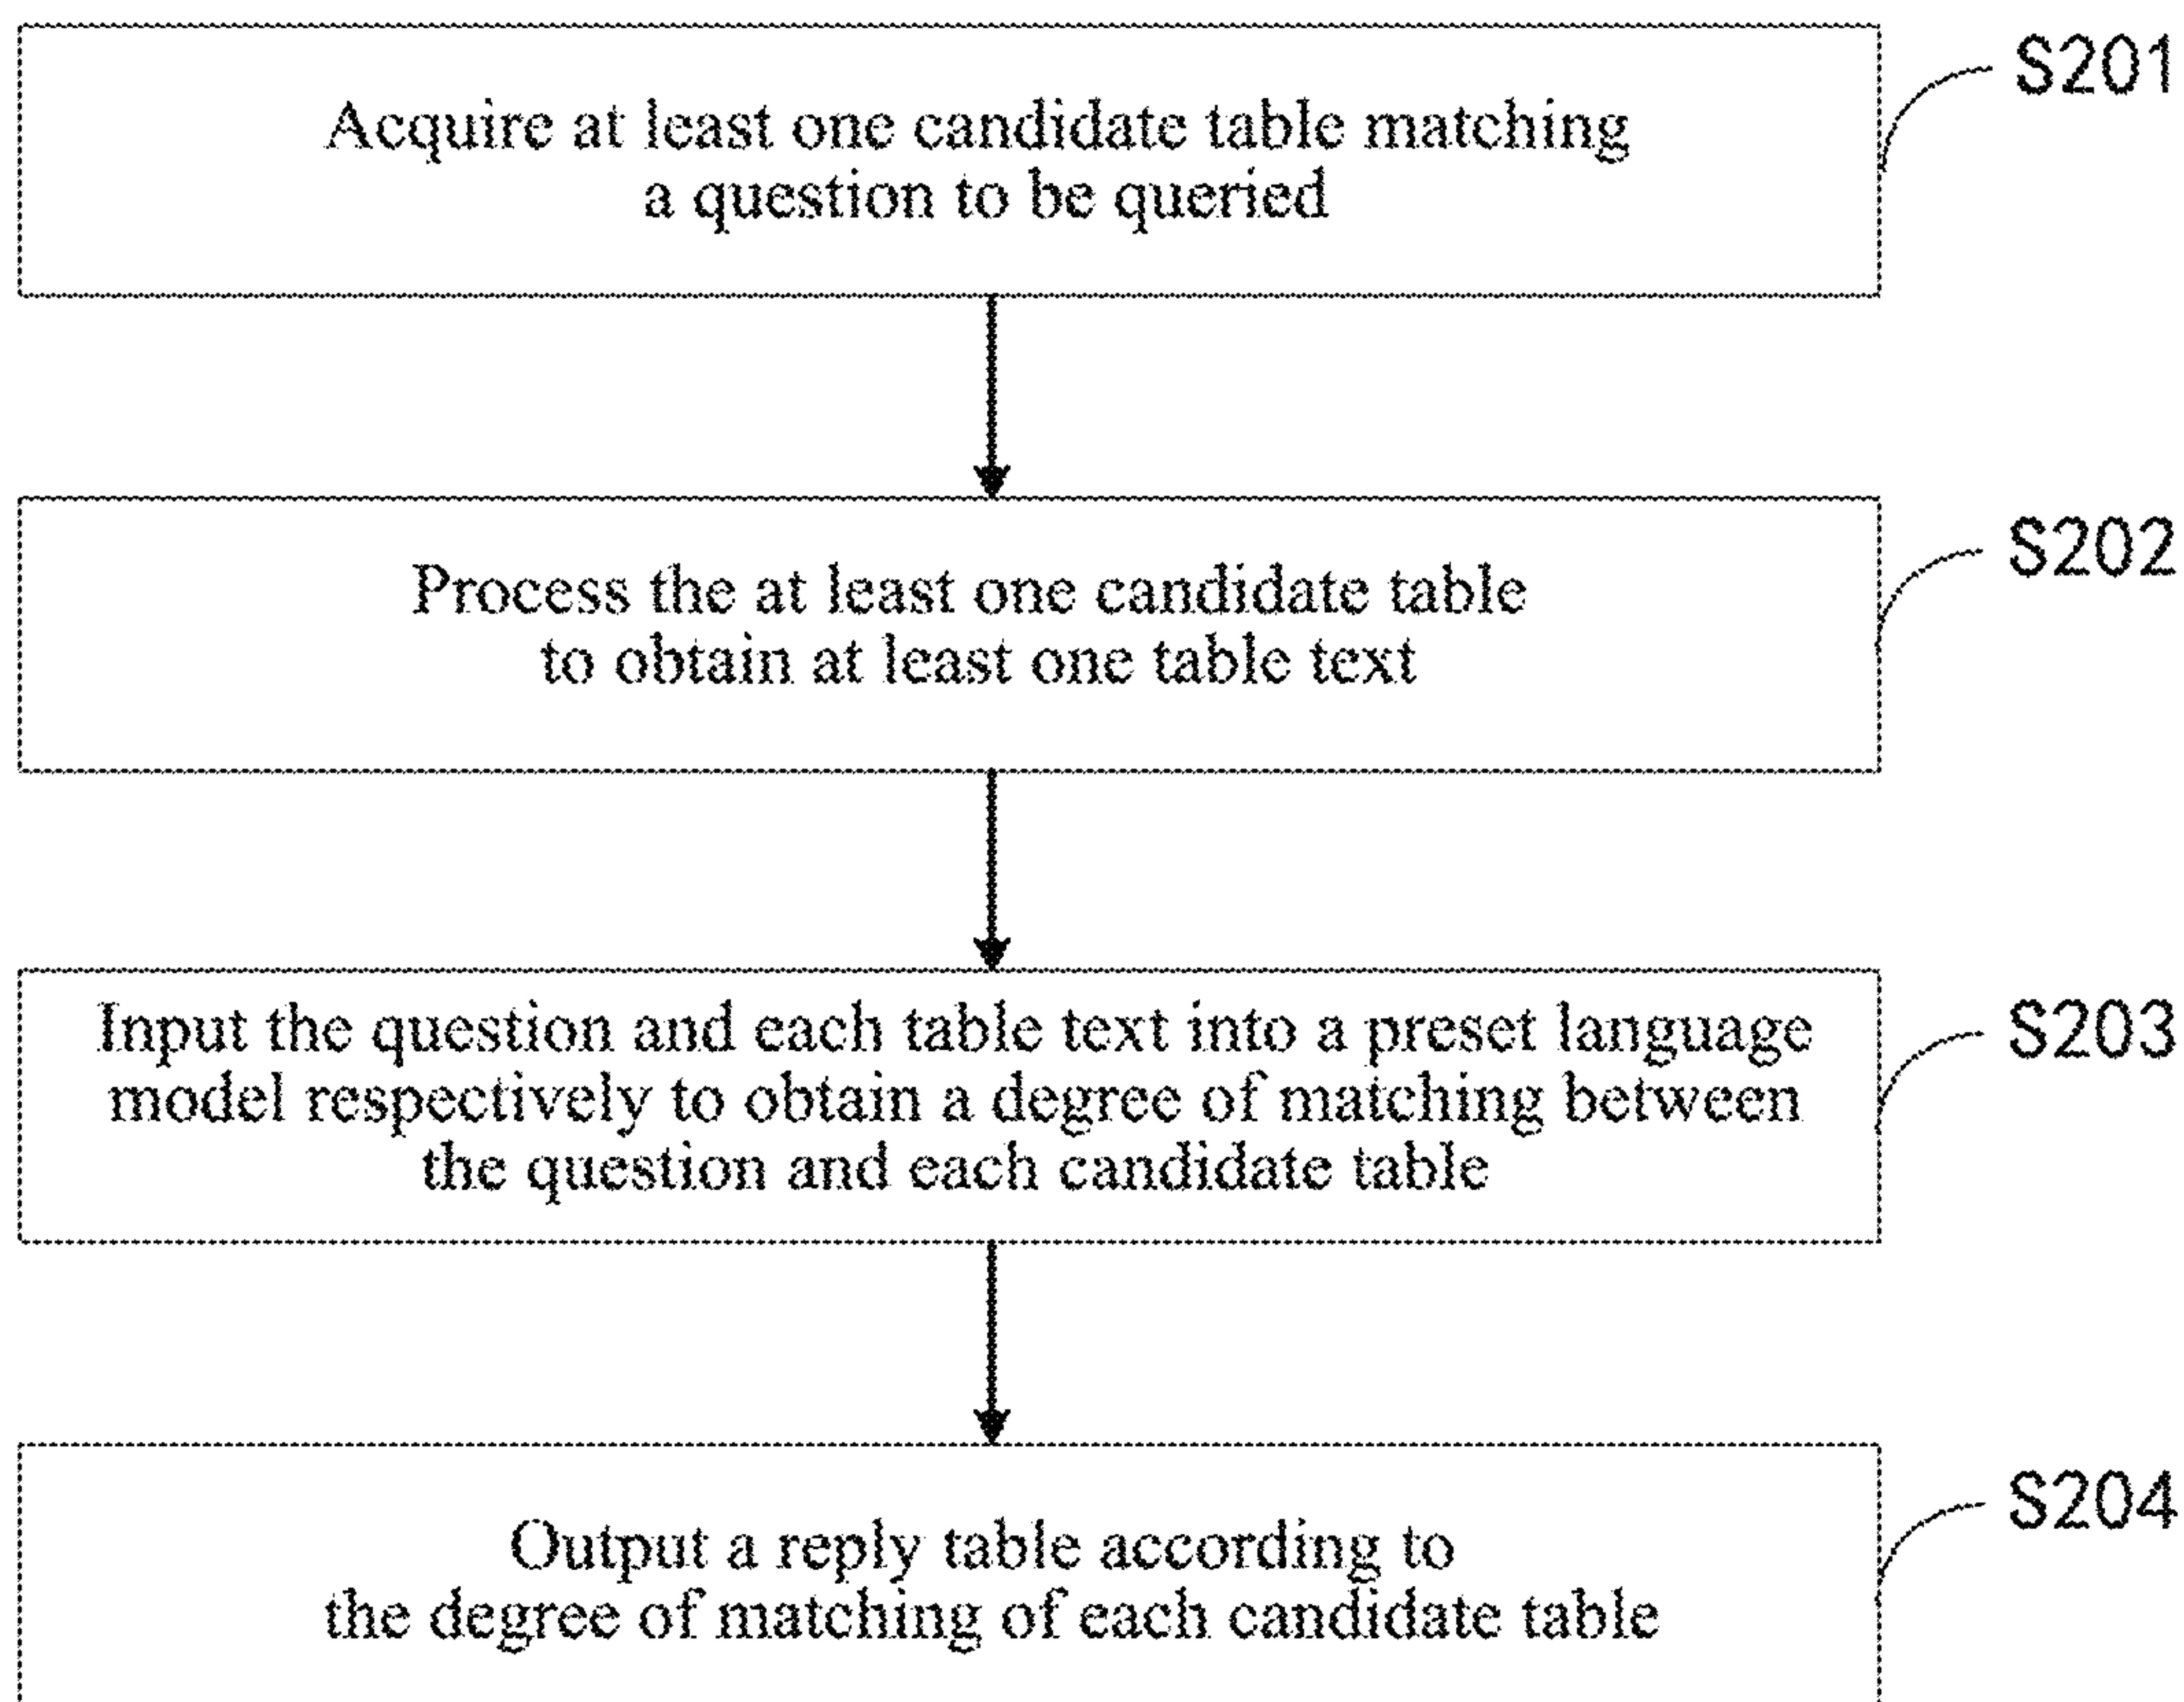 S201
Acquire at least one candidate table matching
a question to be queried
S202
Process the at least one candidate table
to obtain at least one table text
S203
Input the question and each table text into a preset language
model respectively to obtain a degree of matching between
the question and each candidate table
S204
Output a reply table according to
the degree of matching of each candidate table